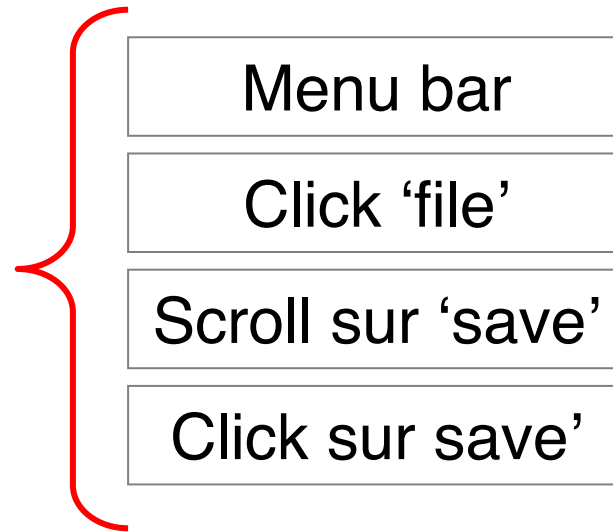 Menu bar
Click ‘file’
Scroll sur ‘save’
Click sur save’